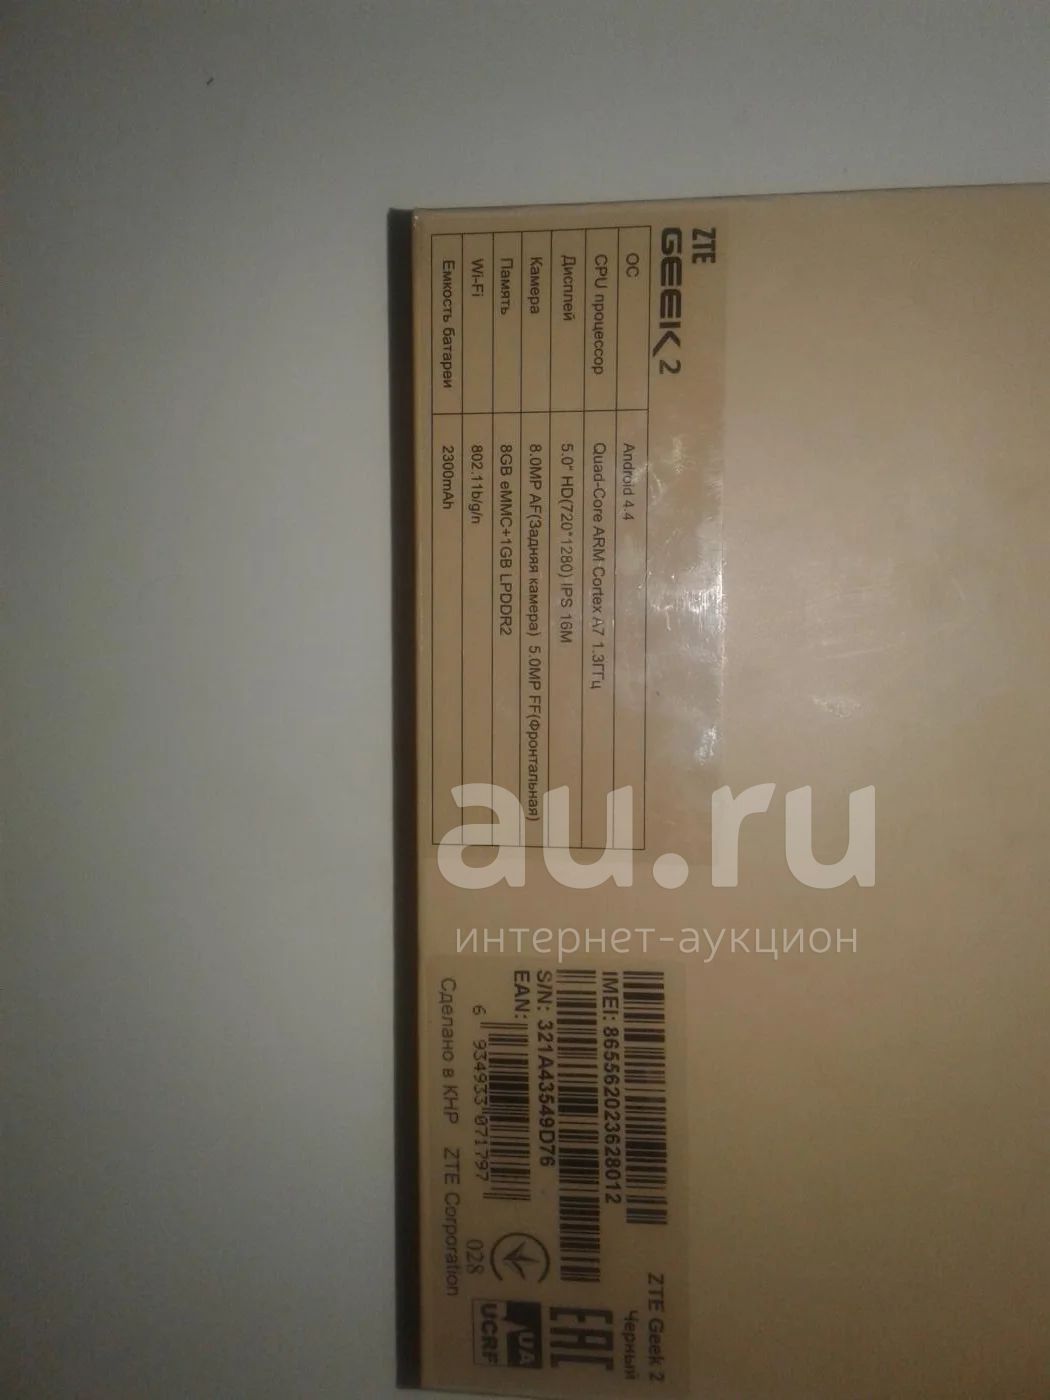 ZTE
GEEK 2
ОС Android 4.4
CPU процессор Quad-Core ARM Cortex A7 1.3ГГц
Дисплей 5.0" HD(720*1280) IPS 16M
Камера 8.0MP AF(Задняя камера) 5.0MP FF(Фронтальная)
Память 8GB eMMC+1GB LPDDR2
Wi-Fi 802.11b/g/n
Емкость батареи 2300mAh
au.ru
интернет-аукцион
ZTE Geek 2
Черный
IMEI: 865562023628012
S/N: 321A43549D76
EAN:
6 934933 071797
028
EAC
UA
UCRF
Сделано в КНР ZTE Corporation